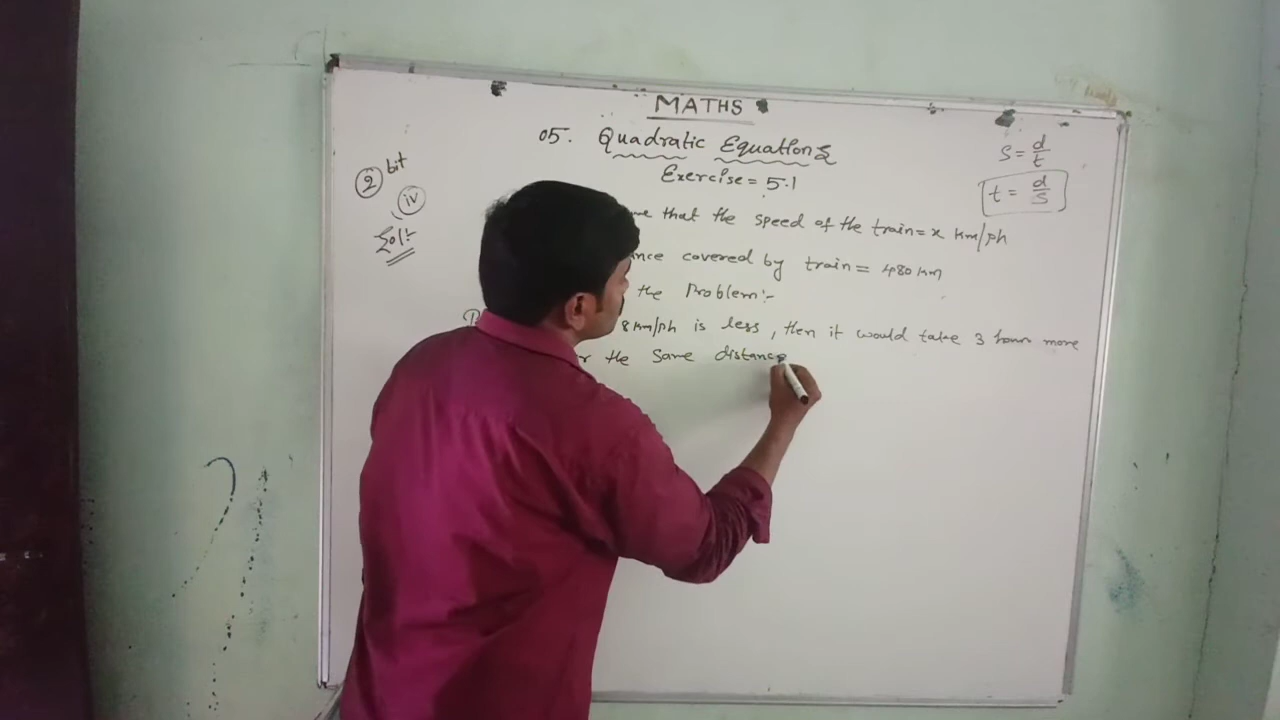 MATHS
05. Quadratic Equations
Exercise = 5.1
S = d/t
t = d/s
2 bit
iv
Sol:-
that the speed of the train = x km/ph
covered by train = 480 km
the Problem:-
8 km/ph is less, then it would take 3 hours more
the Same distance